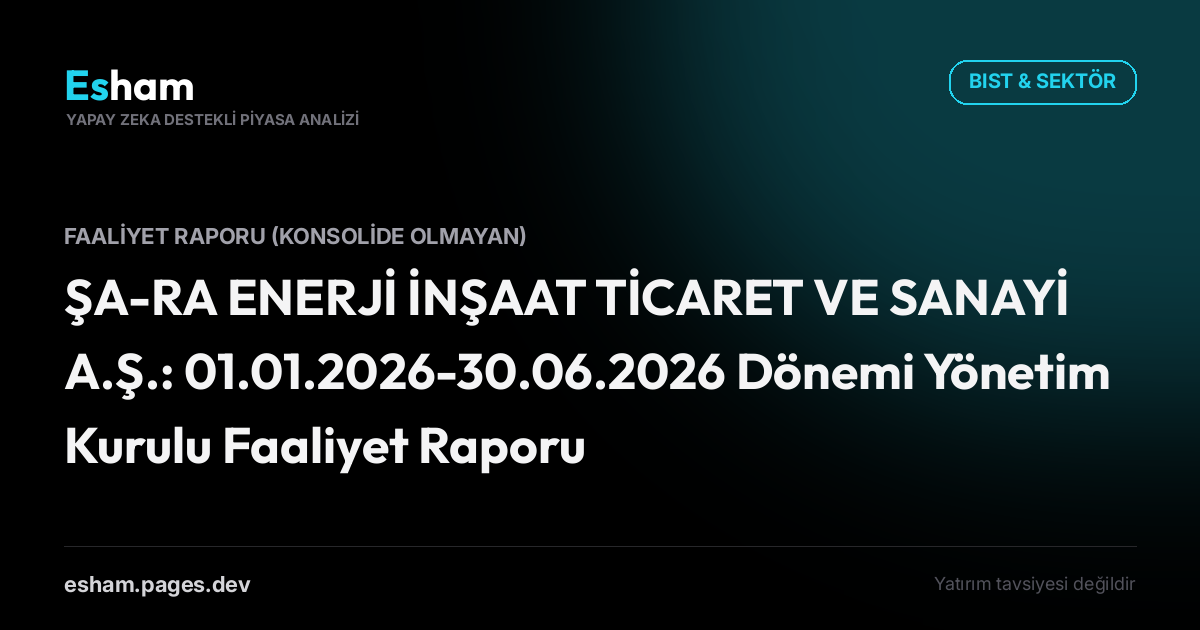 Esham
YAPAY ZEKA DESTEKLİ PİYASA ANALİZİ
BIST & SEKTÖR
FAALİYET RAPORU (KONSOLİDE OLMAYAN)
ŞA-RA ENERJİ İNŞAAT TİCARET VE SANAYİ
A.Ş.: 01.01.2026-30.06.2026 Dönemi Yönetim
Kurulu Faaliyet Raporu
esham.pages.dev
Yatırım tavsiyesi değildir